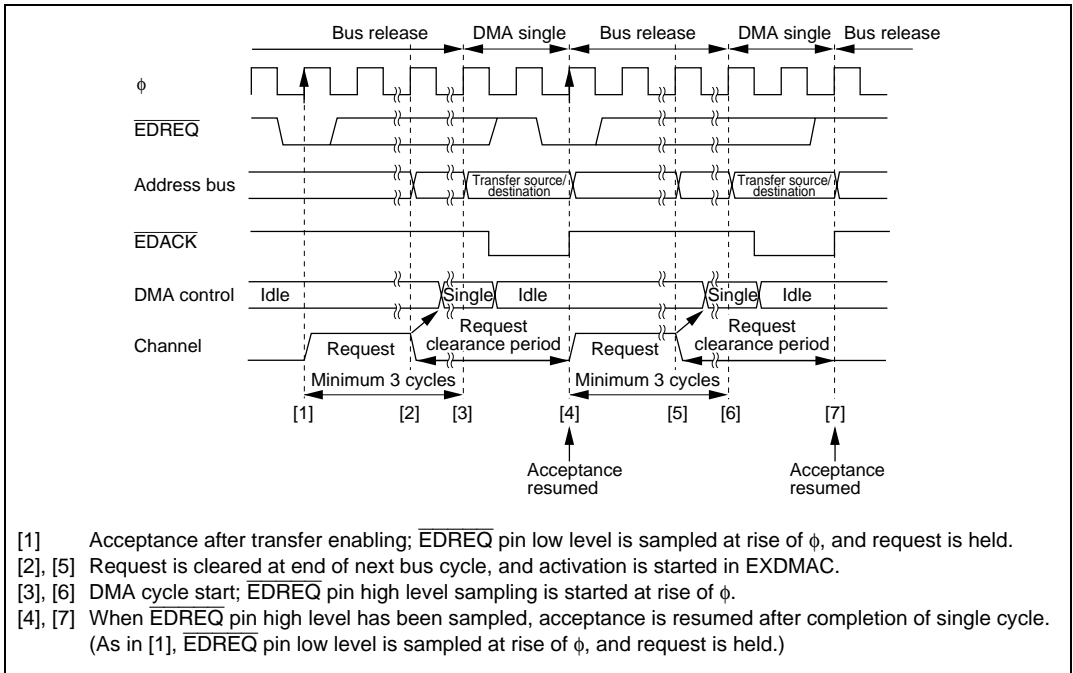 Bus release DMA single Bus release DMA single Bus release
ϕ
EDREQ
Address bus Transfer source/ destination Transfer source/ destination
EDACK
DMA control Idle Single Idle Single Idle
Channel Request Request clearance period Request Request clearance period
Minimum 3 cycles Minimum 3 cycles
[1] [2] [3] [4] [5] [6] [7]
Acceptance resumed Acceptance resumed
[1] Acceptance after transfer enabling; EDREQ pin low level is sampled at rise of ϕ, and request is held.
[2], [5] Request is cleared at end of next bus cycle, and activation is started in EXDMAC.
[3], [6] DMA cycle start; EDREQ pin high level sampling is started at rise of ϕ.
[4], [7] When EDREQ pin high level has been sampled, acceptance is resumed after completion of single cycle.
(As in [1], EDREQ pin low level is sampled at rise of ϕ, and request is held.)